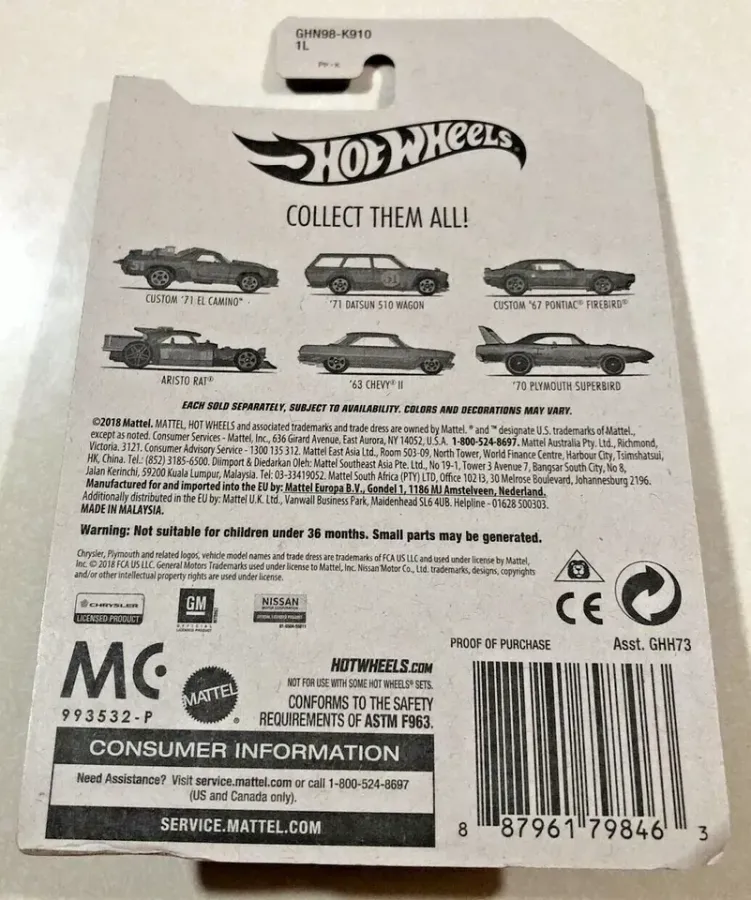 GHN98-K910
1L
HOT WHEELS
COLLECT THEM ALL!
CUSTOM '71 EL CAMINO™
'71 DATSUN 510 WAGON
CUSTOM '67 PONTIAC® FIREBIRD®
ARISTO RAT®
'63 CHEVY® II
'70 PLYMOUTH SUPERBIRD
EACH SOLD SEPARATELY, SUBJECT TO AVAILABILITY. COLORS AND DECORATIONS MAY VARY.
©2018 Mattel. MATTEL, HOT WHEELS and associated trademarks and trade dress are owned by Mattel. ® and ™ designate U.S. trademarks of Mattel,
except as noted. Consumer Services - Mattel, Inc., 636 Girard Avenue, East Aurora, NY 14052, U.S.A. 1-800-524-8697. Mattel Australia Pty. Ltd., Richmond,
Victoria. 3121. Consumer Advisory Service - 1300 135 312. Mattel East Asia Ltd., Room 503-09, North Tower, World Finance Centre, Harbour City, Tsimshatsui,
HK, China. Tel.: (852) 3185-6500. Diimport & Diedarkan Oleh: Mattel Southeast Asia Pte. Ltd., No 19-1, Tower 3 Avenue 7, Bangsar South City, No 8,
Jalan Kerinchi, 59200 Kuala Lumpur, Malaysia. Tel: 03-33419052. Mattel South Africa (PTY) LTD, Office 102 I3, 30 Melrose Boulevard, Johannesburg 2196.
Manufactured for and imported into the EU by: Mattel Europa B.V., Gondel 1, 1186 MJ Amstelveen, Nederland.
Additionally distributed in the EU by: Mattel U.K. Ltd., Vanwall Business Park, Maidenhead SL6 4UB. Helpline - 01628 500303.
MADE IN MALAYSIA.
Warning: Not suitable for children under 36 months. Small parts may be generated.
Chrysler, Plymouth and related logos, vehicle model names and trade dress are trademarks of FCA US LLC and used under license by Mattel,
Inc. © 2018 FCA US LLC. General Motors Trademarks used under license to Mattel, Inc. Nissan Motor Co., Ltd. trademarks, designs, copyrights
and/or other intellectual property rights are used under license.
CHRYSLER
LICENSED PRODUCT
GM
OFFICIAL
LICENSED PRODUCT
NISSAN
CE
PROOF OF PURCHASE
Asst. GHH73
MC
993532-P
MATTEL®
HOTWHEELS.COM
NOT FOR USE WITH SOME HOT WHEELS® SETS.
CONFORMS TO THE SAFETY
REQUIREMENTS OF ASTM F963.
CONSUMER INFORMATION
Need Assistance? Visit service.mattel.com or call 1-800-524-8697
(US and Canada only).
SERVICE.MATTEL.COM
8 87961 79846 3